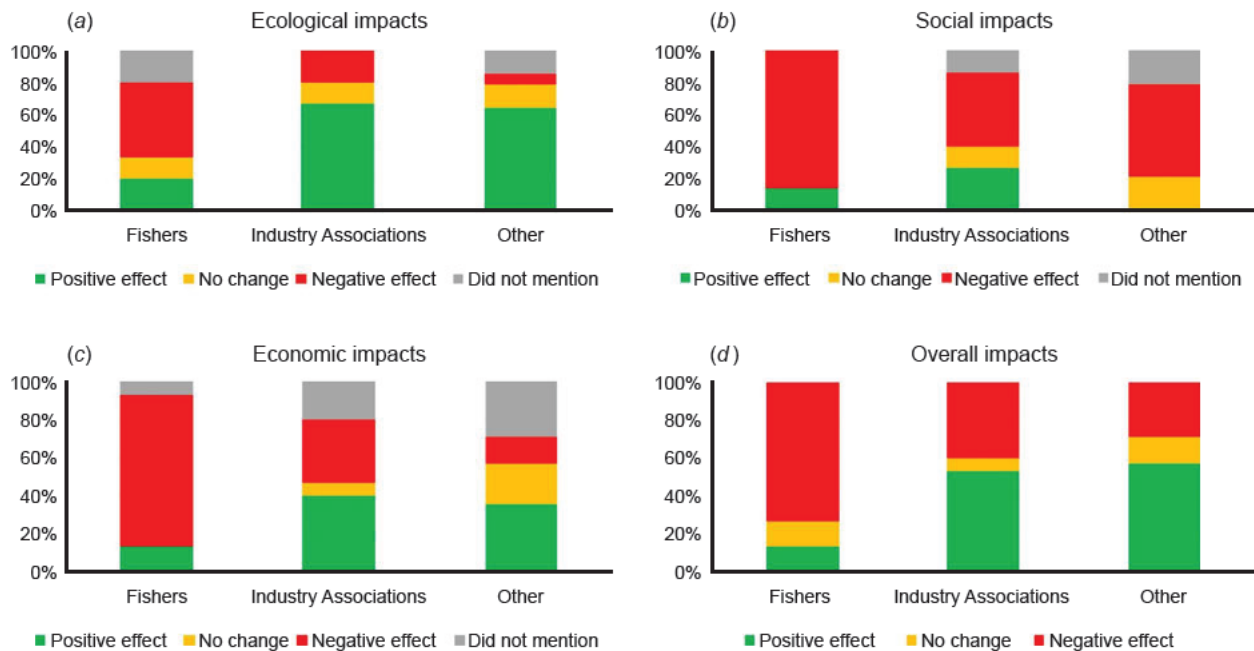 (a) Ecological impacts
100%
80%
60%
40%
20%
0%
Fishers Industry Associations Other
Positive effect No change Negative effect Did not mention
(b) Social impacts
100%
80%
60%
40%
20%
0%
Fishers Industry Associations Other
Positive effect No change Negative effect Did not mention
(c) Economic impacts
100%
80%
60%
40%
20%
0%
Fishers Industry Associations Other
Positive effect No change Negative effect Did not mention
(d) Overall impacts
100%
80%
60%
40%
20%
0%
Fishers Industry Associations Other
Positive effect No change Negative effect